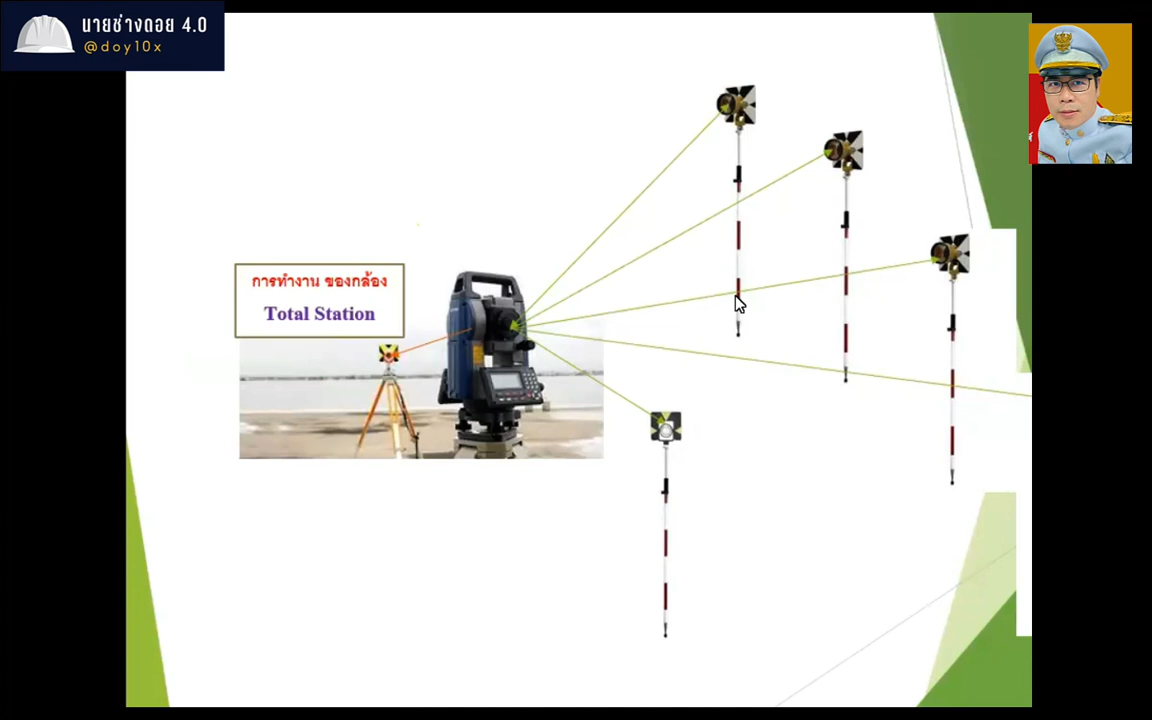 นายช่างดอย 4.0
@doy10x
การทำงาน ของกล้อง
Total Station